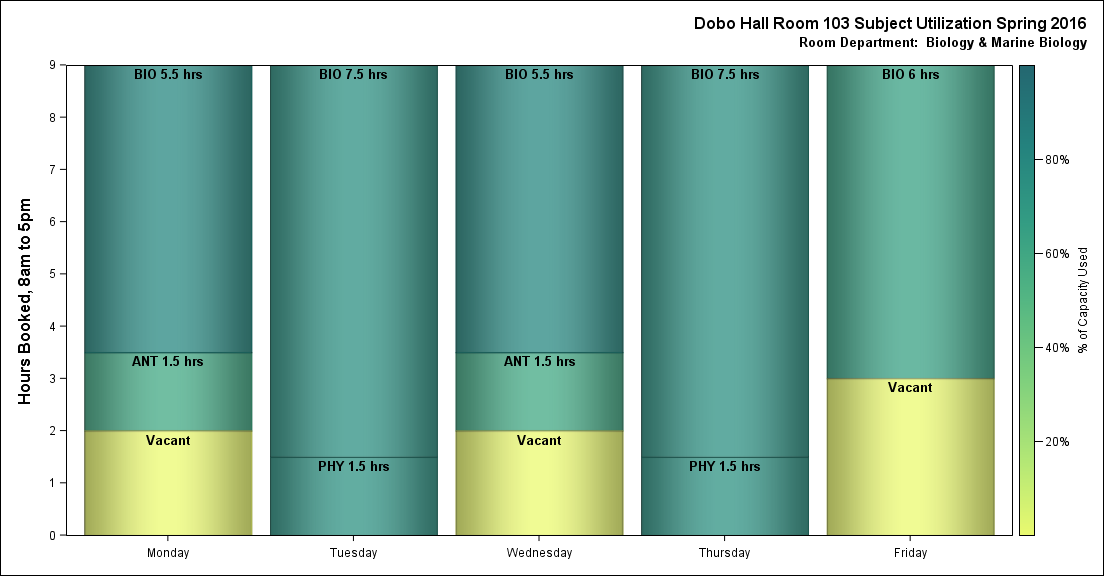 Dobo Hall Room 103 Subject Utilization Spring 2016
Room Department: Biology & Marine Biology
Hours Booked, 8am to 5pm
9
8
7
6
5
4
3
2
1
0
BIO 5.5 hrs
ANT 1.5 hrs
Vacant
BIO 7.5 hrs
PHY 1.5 hrs
BIO 5.5 hrs
ANT 1.5 hrs
Vacant
BIO 7.5 hrs
PHY 1.5 hrs
BIO 6 hrs
Vacant
Monday
Tuesday
Wednesday
Thursday
Friday
80%
60%
40%
20%
% of Capacity Used